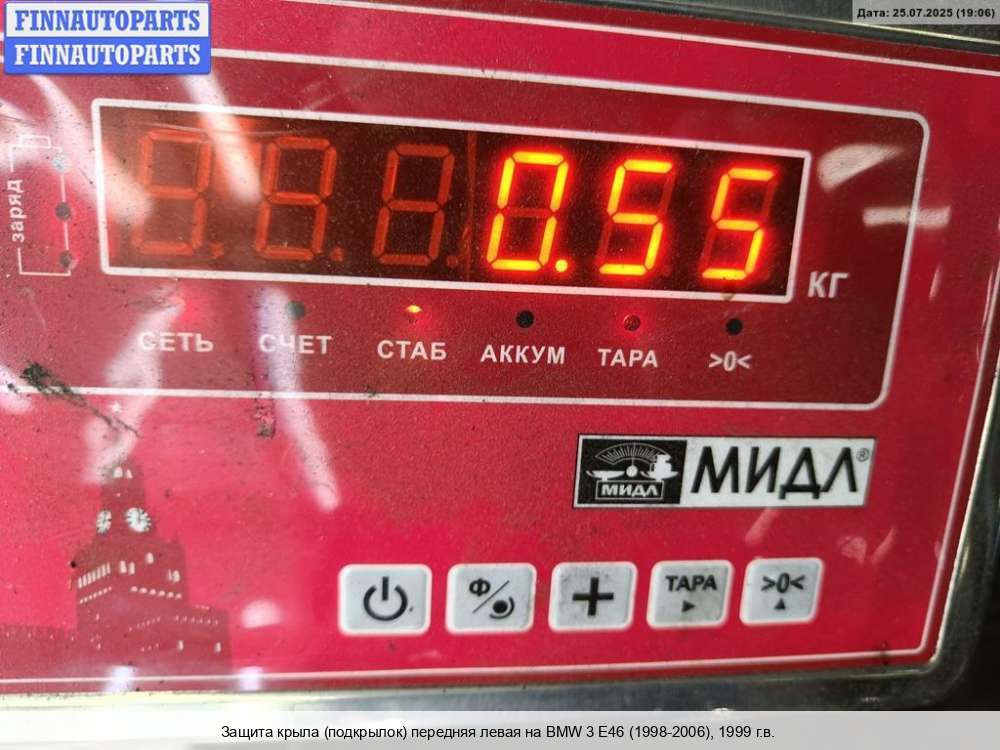 FINNAUTOPARTS
FINNAUTOPARTS
Дата: 25.07.2025 (19:06)
заряд
0.55
КГ
СЕТЬ СЧЕТ СТАБ АККУМ ТАРА >0<
МИДЛ МИДЛ®
Ф ТАРА >0<
Защита крыла (подкрылок) передняя левая на BMW 3 E46 (1998-2006), 1999 г.в.